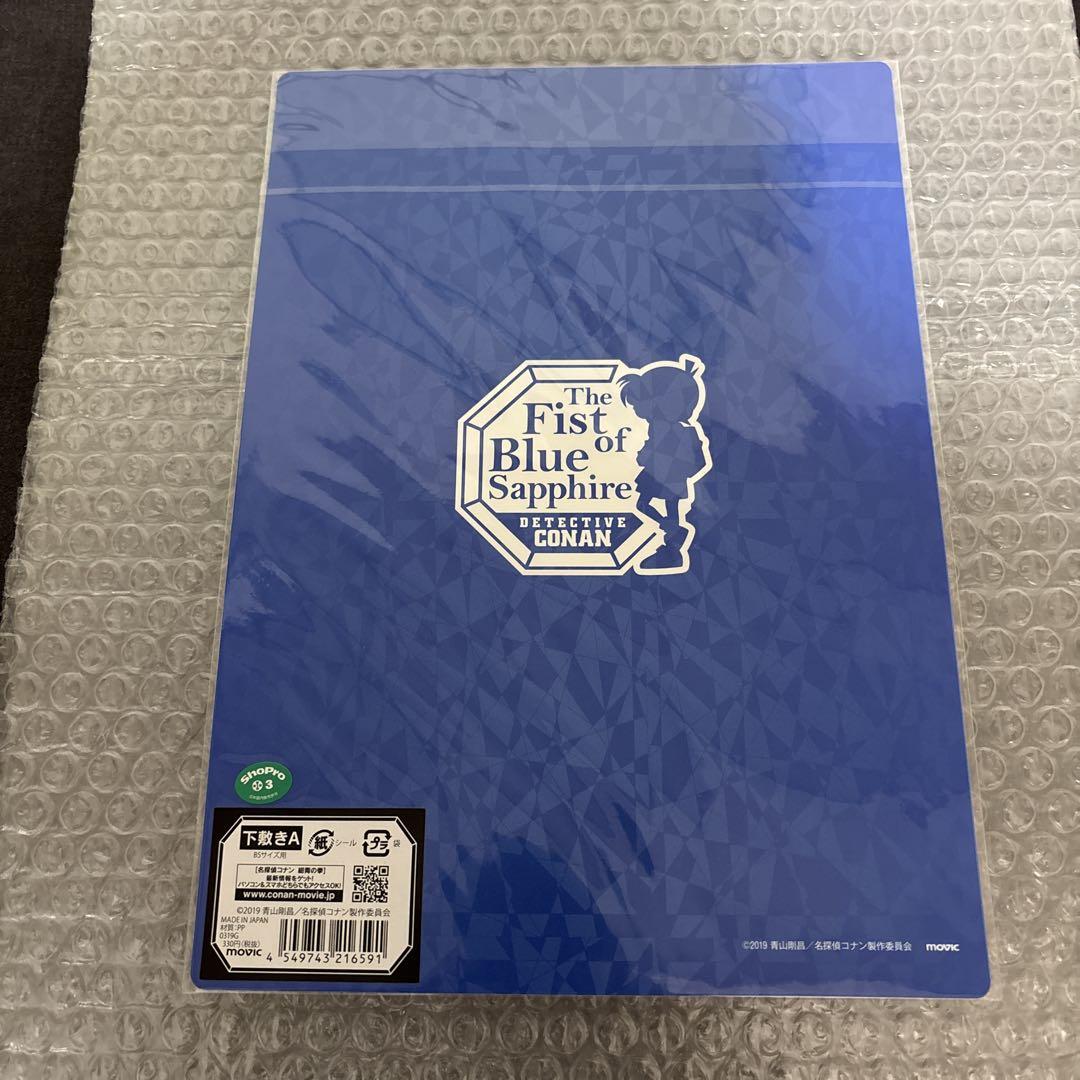 The
Fist
of
Blue
Sapphire
DETECTIVE
CONAN
ShoPro
3
下敷きA
B5サイズ用
紙 シール
プラ 袋
[名探偵コナン 紺青の拳]
最新情報をゲット!
パソコン&スマホどちらでもアクセスOK!
www.conan-movie.jp
©2019 青山剛昌/名探偵コナン製作委員会
MADE IN JAPAN
材質:PP
0319G
330円(税抜)
movic
4 549743 216591
©2019 青山剛昌/名探偵コナン製作委員会 movic